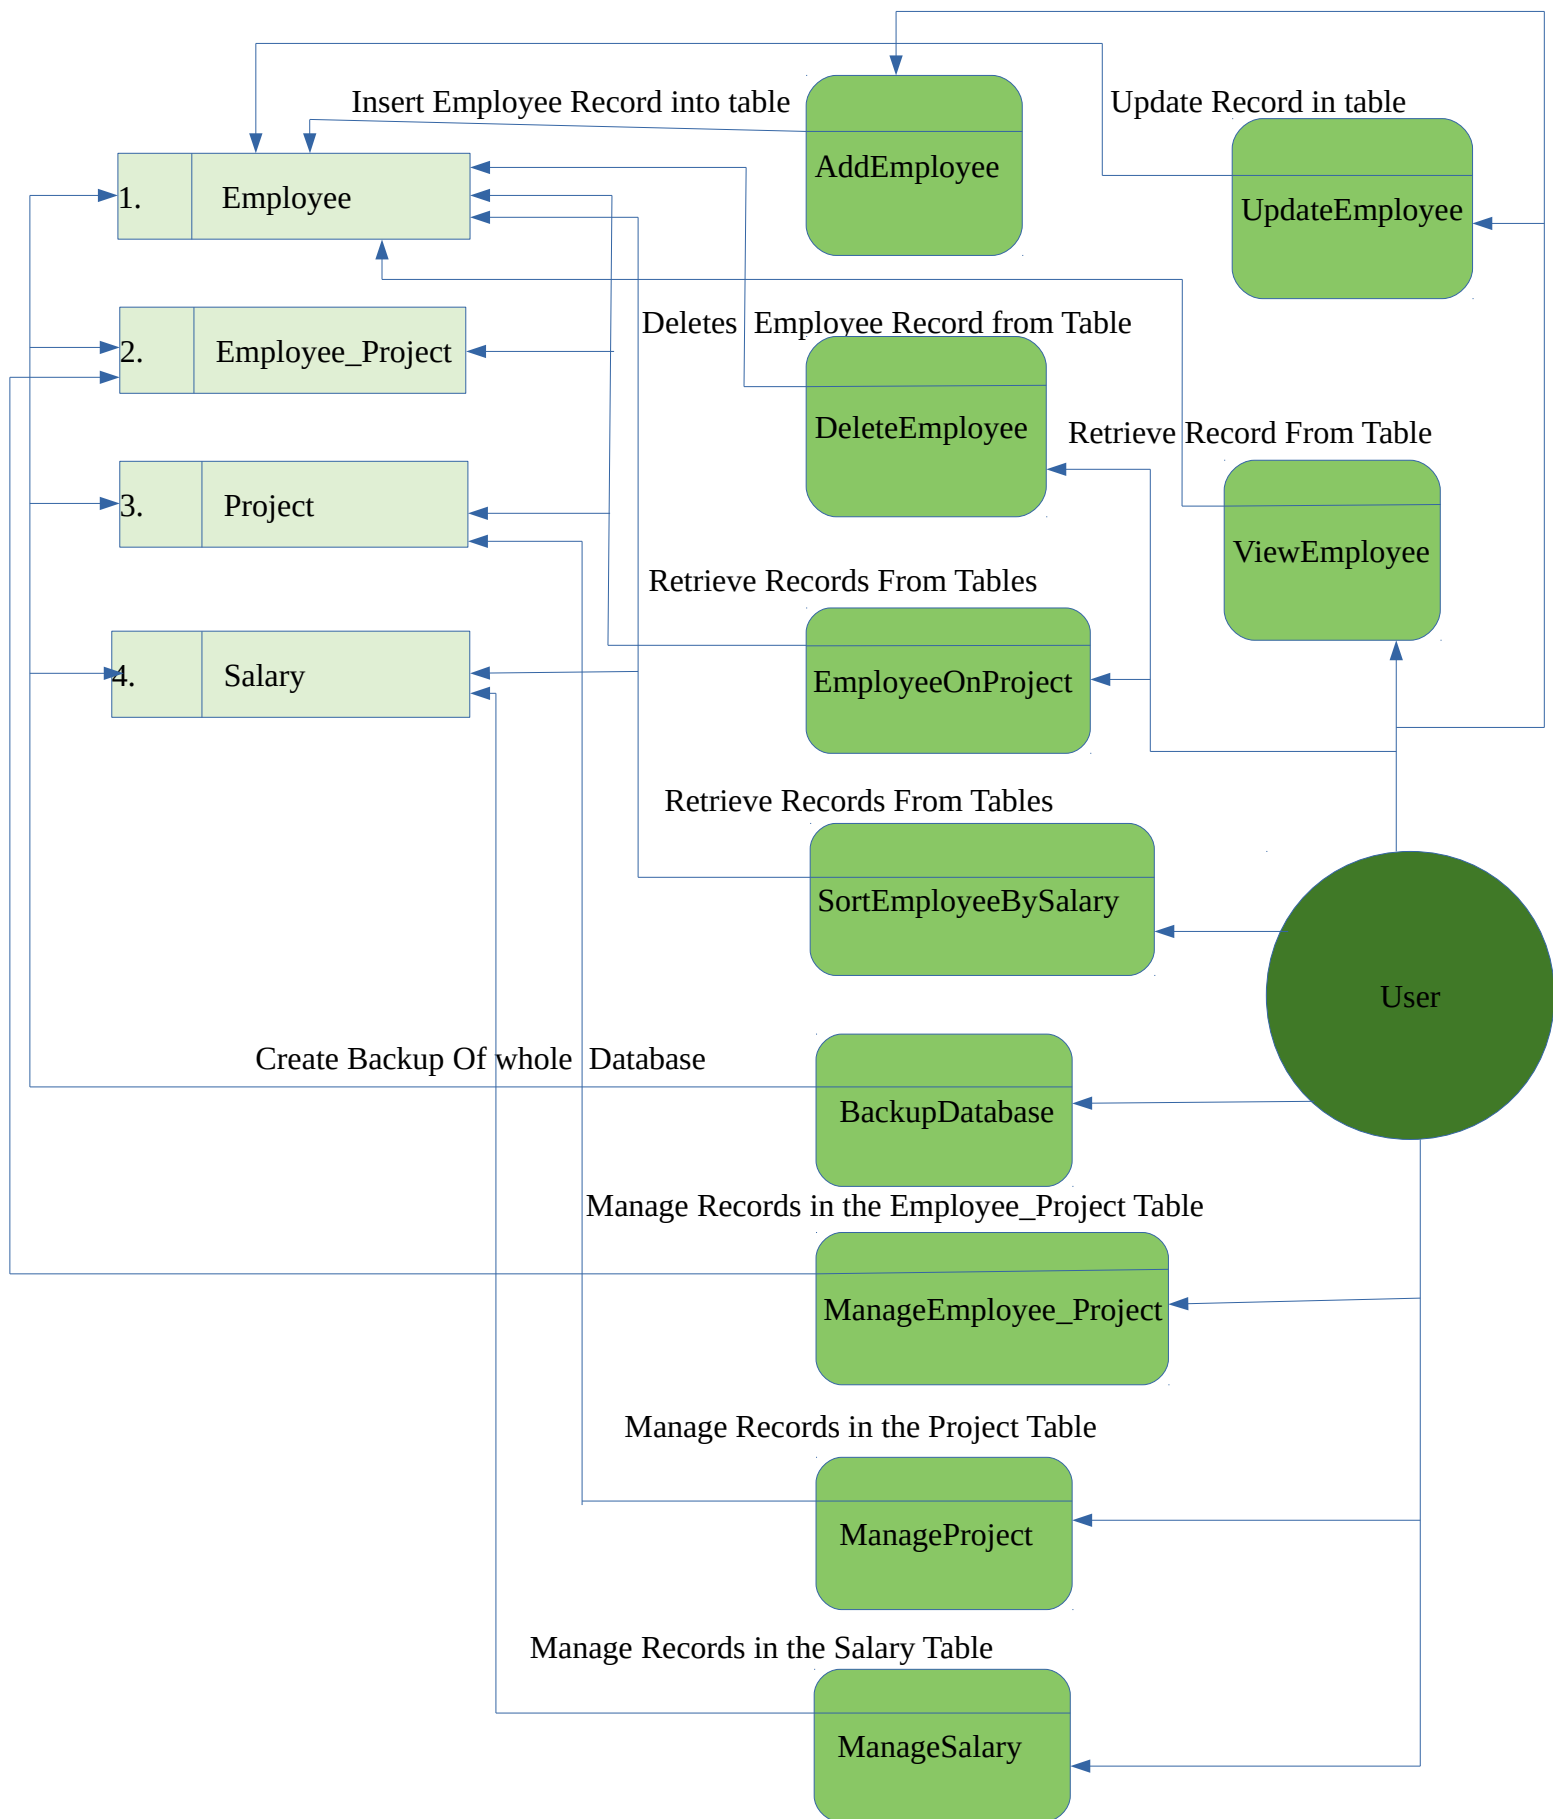 Insert Employee Record into table
Update Record in table
AddEmployee
1. Employee
UpdateEmployee
Deletes  Employee Record from Table
2. Employee_Project
DeleteEmployee
Retrieve Record From Table
3. Project
ViewEmployee
Retrieve Records From Tables
4. Salary
EmployeeOnProject
Retrieve Records From Tables
SortEmployeeBySalary
User
Create Backup Of whole  Database
BackupDatabase
Manage Records in the Employee_Project Table
ManageEmployee_Project
Manage Records in the Project Table
ManageProject
Manage Records in the Salary Table
ManageSalary